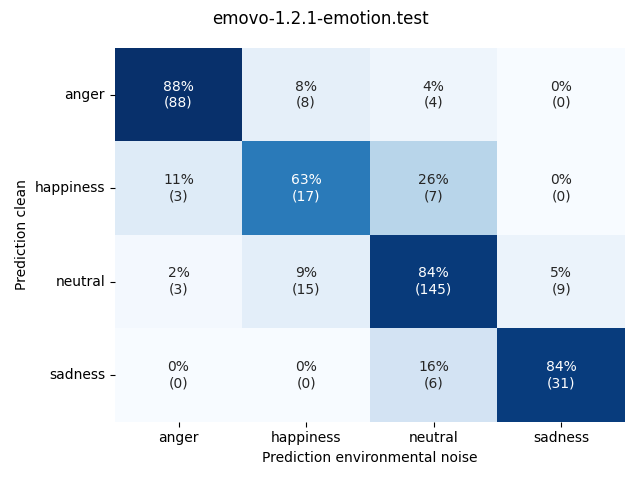 emovo-1.2.1-emotion.test
Prediction clean
anger
88% 8% 4% 0%
(88) (8) (4) (0)
happiness
11% 63% 26% 0%
(3) (17) (7) (0)
neutral
2% 9% 84% 5%
(3) (15) (145) (9)
sadness
0% 0% 16% 84%
(0) (0) (6) (31)
anger happiness neutral sadness
Prediction environmental noise